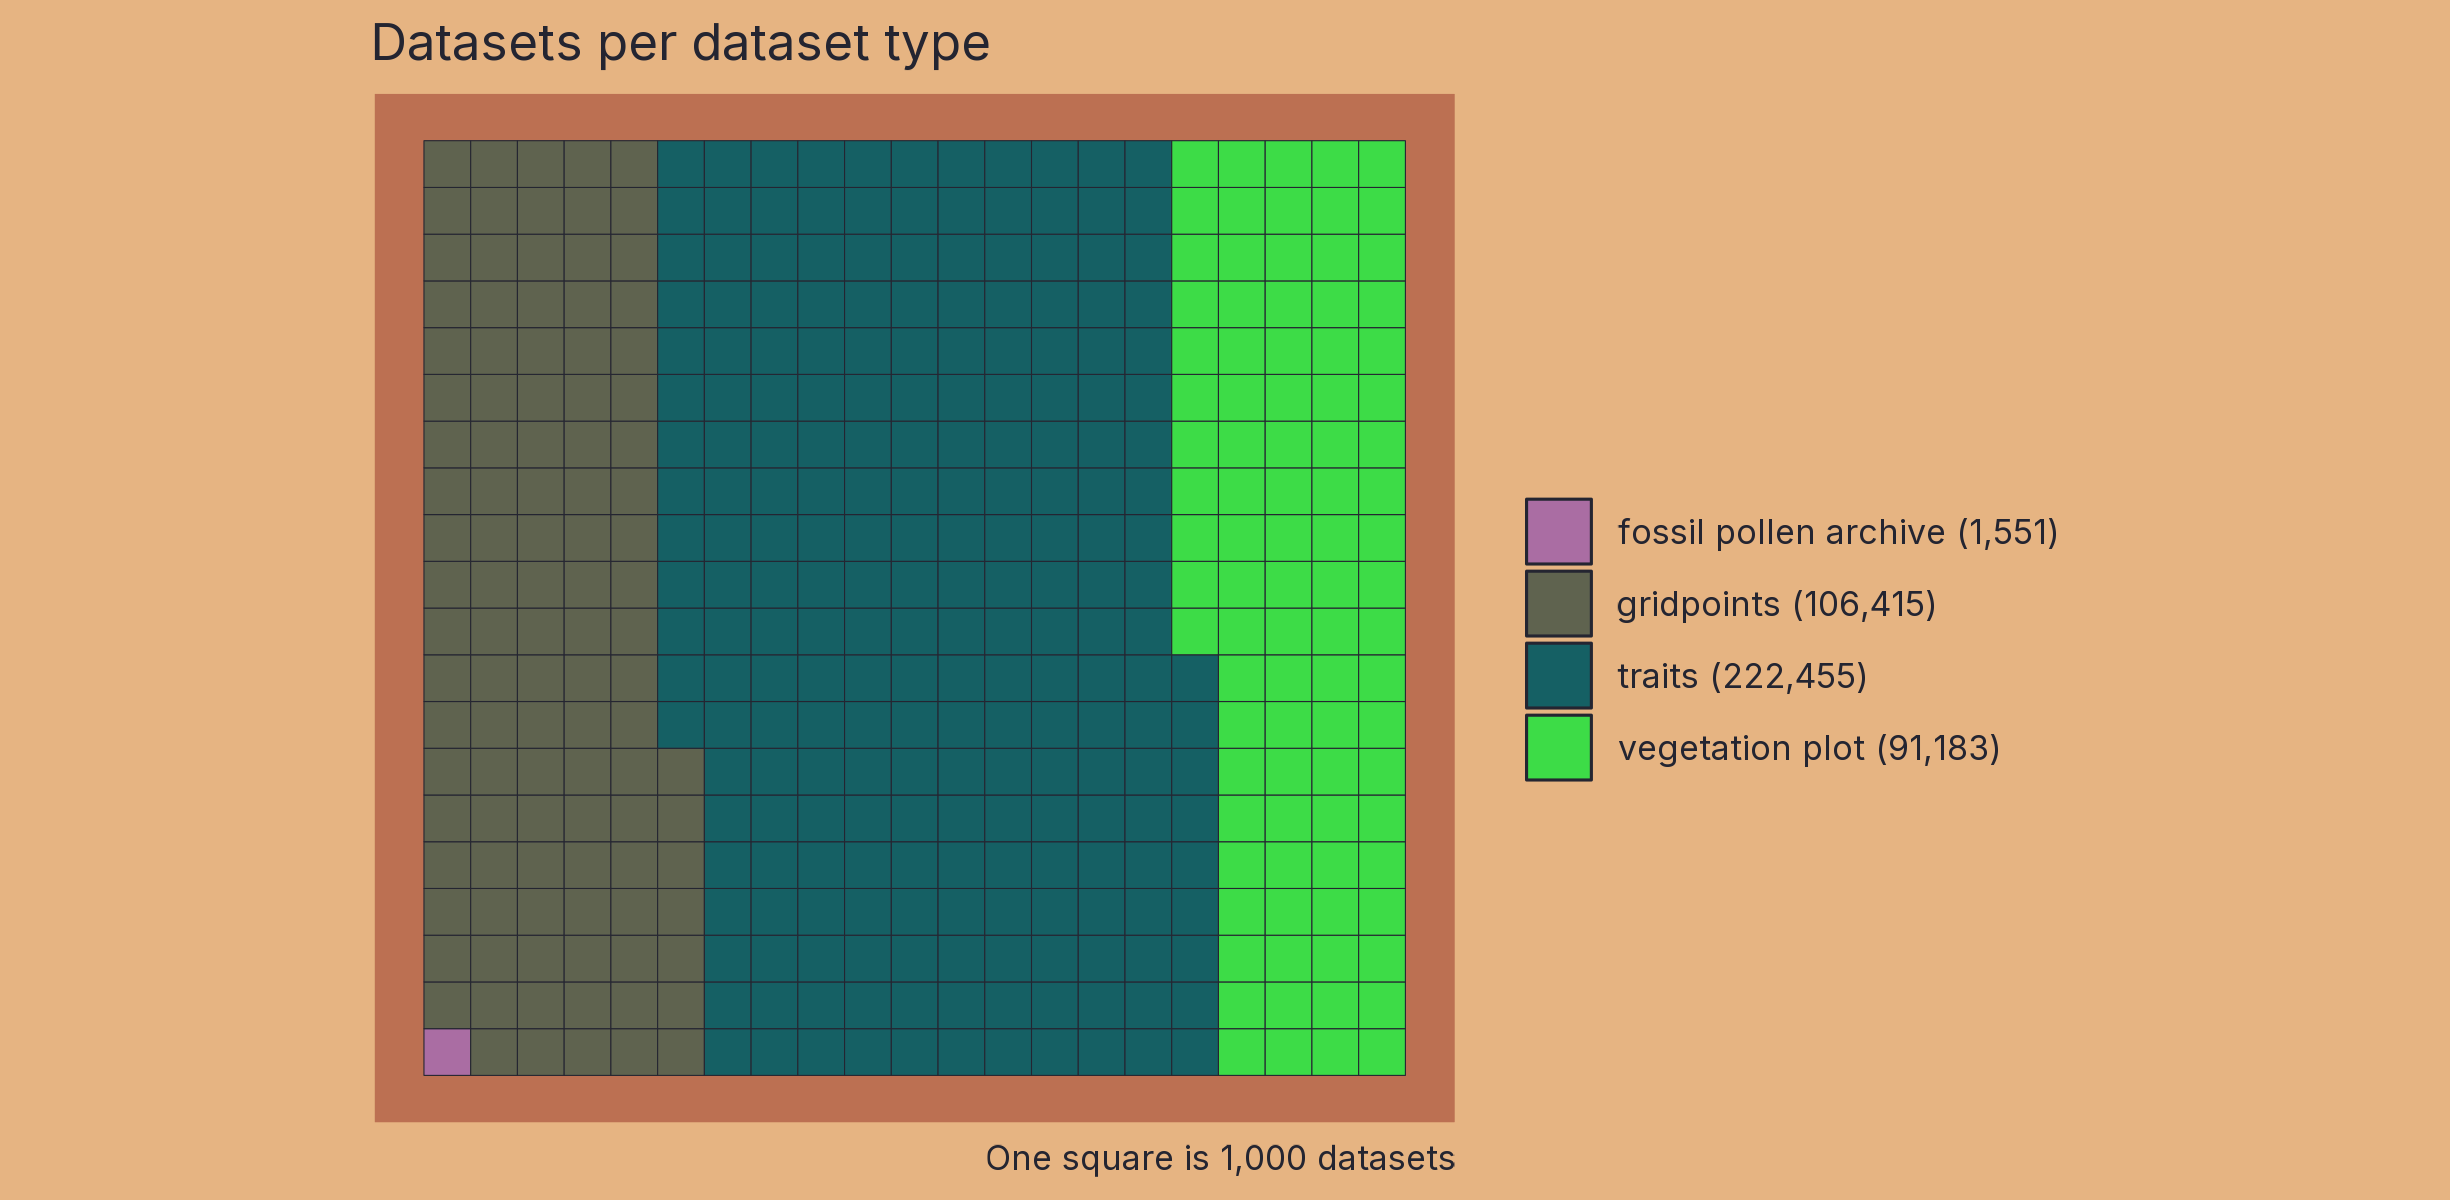 Datasets per dataset type
fossil pollen archive (1,551)
gridpoints (106,415)
traits (222,455)
vegetation plot (91,183)
One square is 1,000 datasets